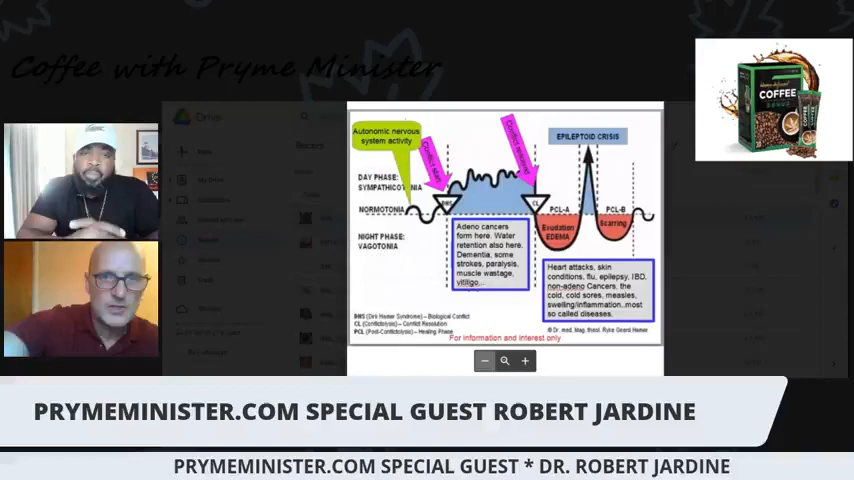 Coffee with Pryme Minister
Drive
Recent
COFFEE
Autonomic nervous
system activity
Conflict start
Conflict resolved
EPILEPTOID CRISIS
DAY PHASE:
SYMPATHICOTONIA
NORMOTONIA
DHS
CL
PCL-A
PCL-B
NIGHT PHASE:
VAGOTONIA
Exudation
EDEMA
Scarring
Adeno cancers
form here. Water
retention also here.
Dementia, some
strokes, paralysis,
muscle wastage,
vitiligo...
Heart attacks, skin
conditions, flu, epilepsy, IBD,
non-adeno Cancers, the
cold, cold sores, measles,
swelling/inflammation..most
so called diseases.
DHS (Dirk Hamer Syndrome) – Biological Conflict
CL (Conflictolysis) – Conflict Resolution
PCL (Post-Conflictolysis) – Healing Phase
© Dr. med. Mag. theol. Ryke Geerd Hamer
For information and interest only
PRYMEMINISTER.COM SPECIAL GUEST ROBERT JARDINE
PRYMEMINISTER.COM SPECIAL GUEST * DR. ROBERT JARDINE